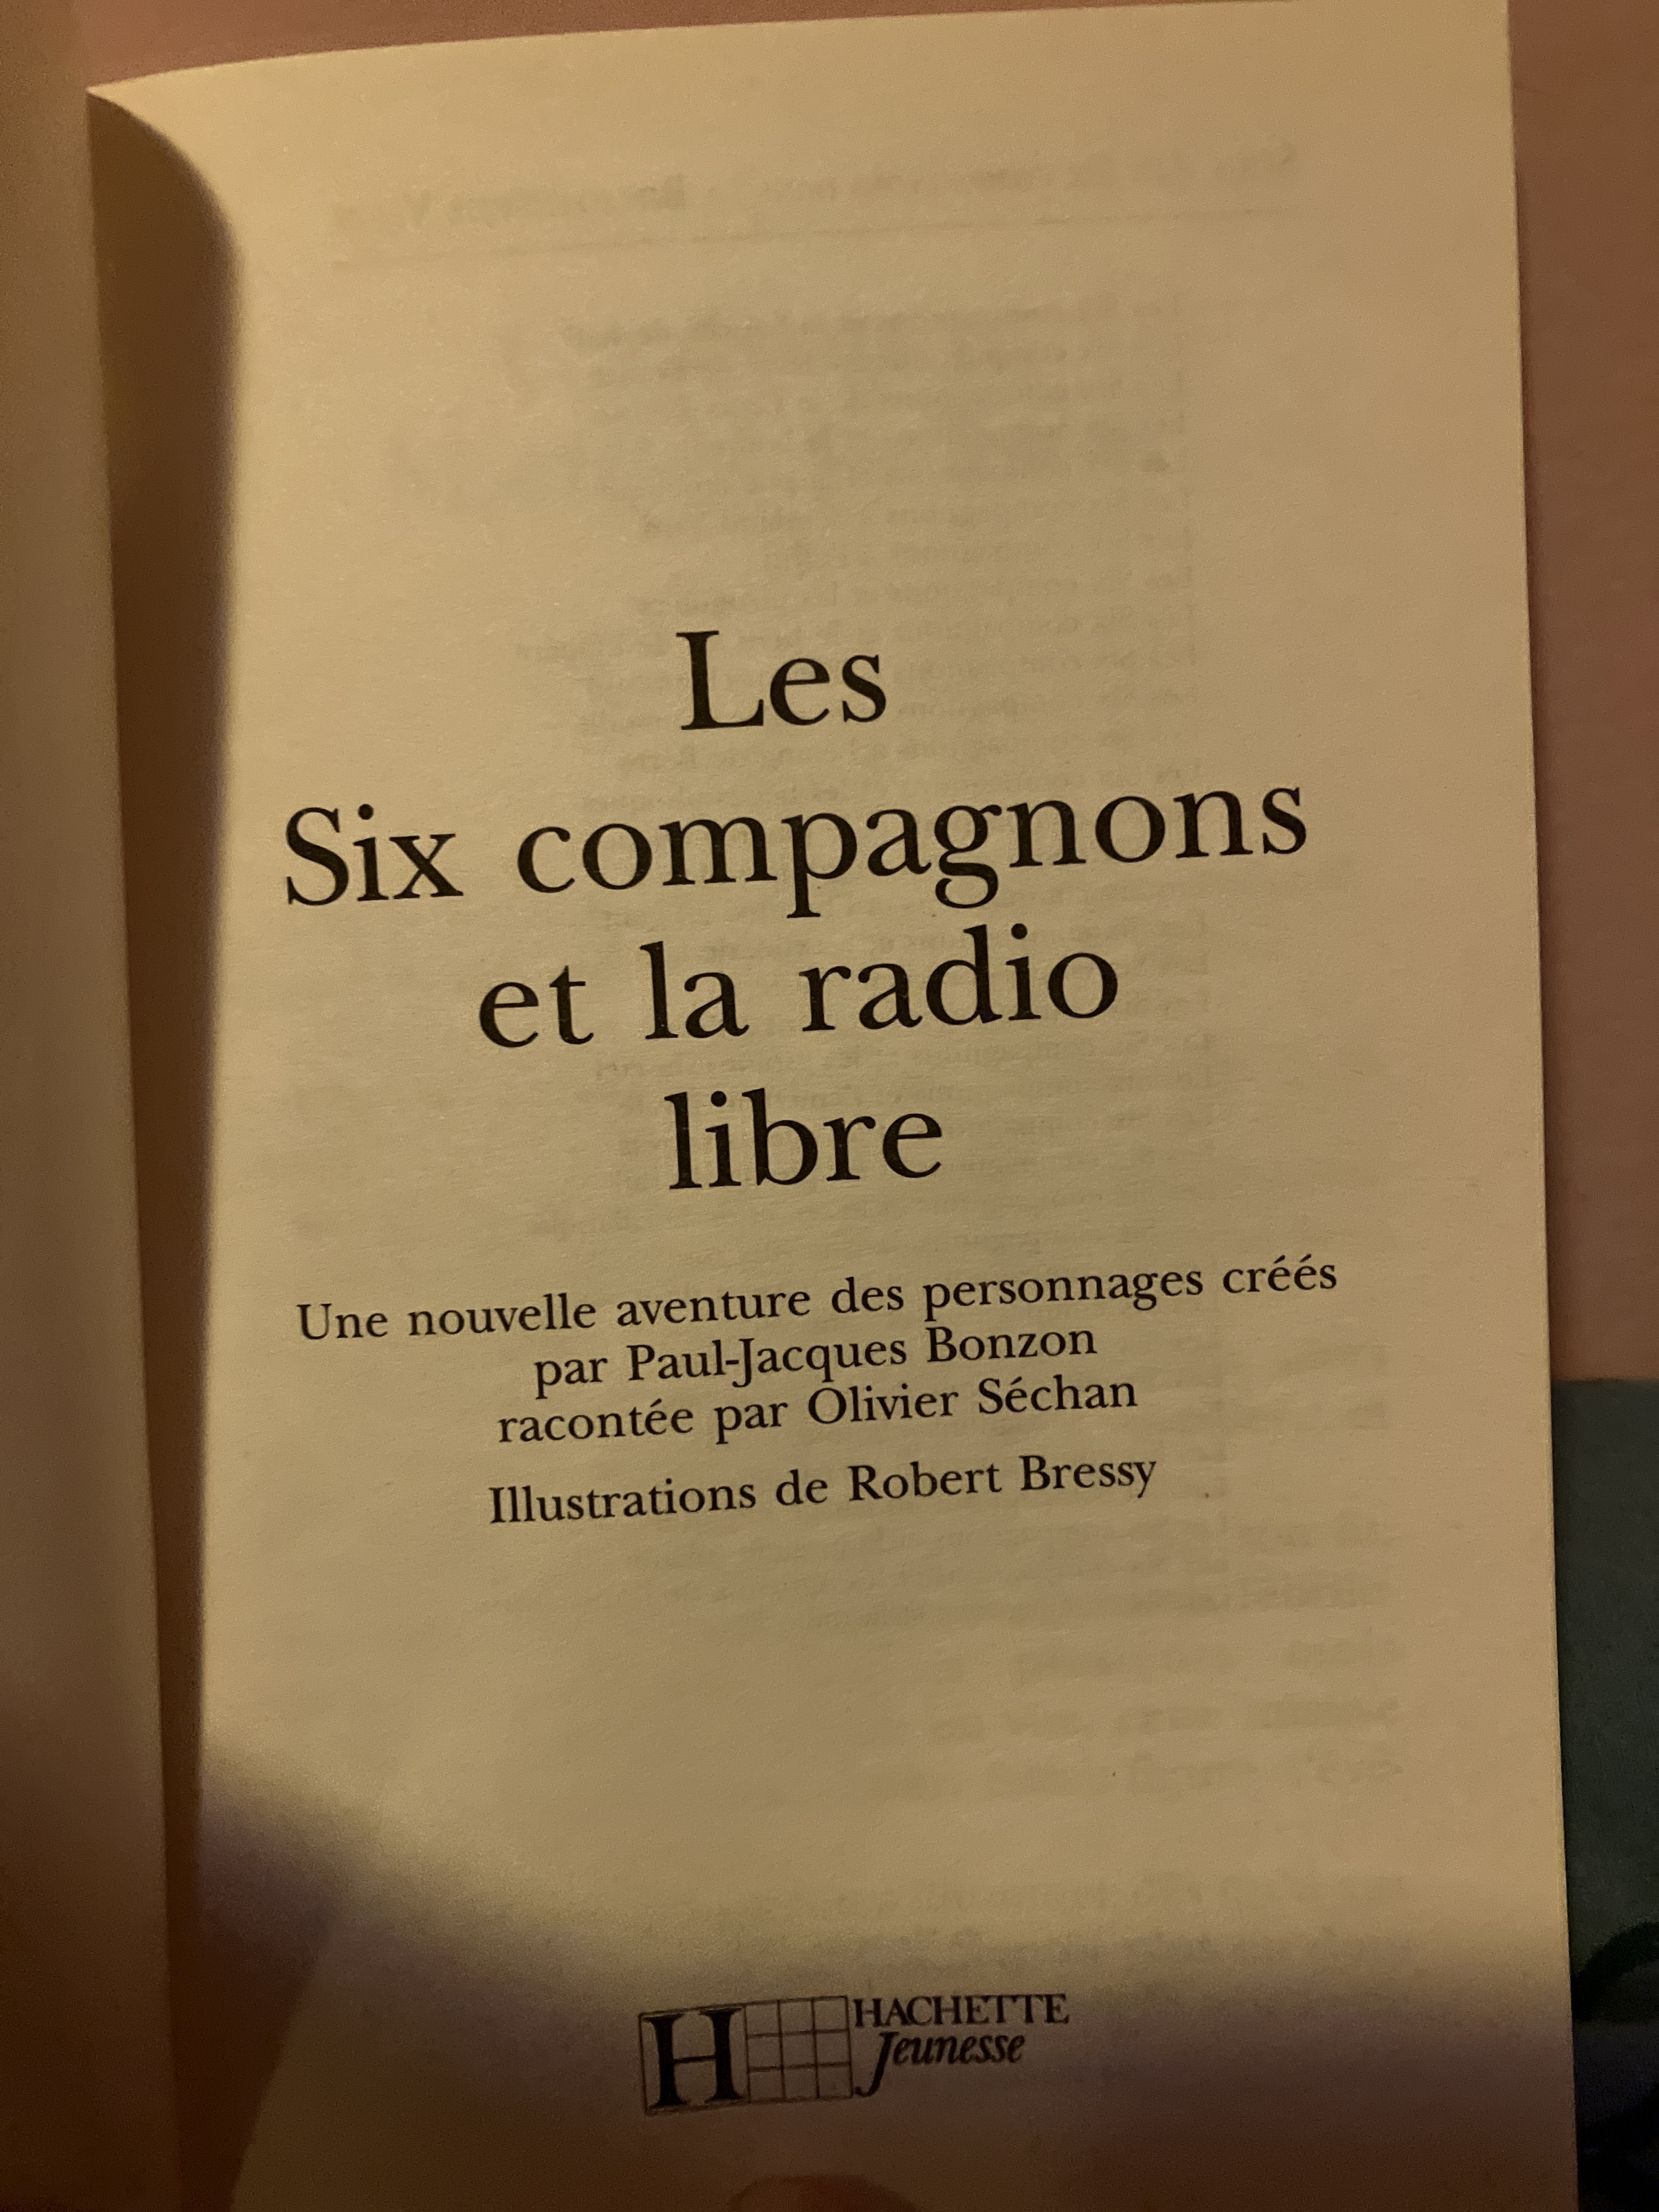 Les
Six compagnons
et la radio
libre
Une nouvelle aventure des personnages créés
par Paul-Jacques Bonzon
racontée par Olivier Séchan
Illustrations de Robert Bressy
H HACHETTE
Jeunesse